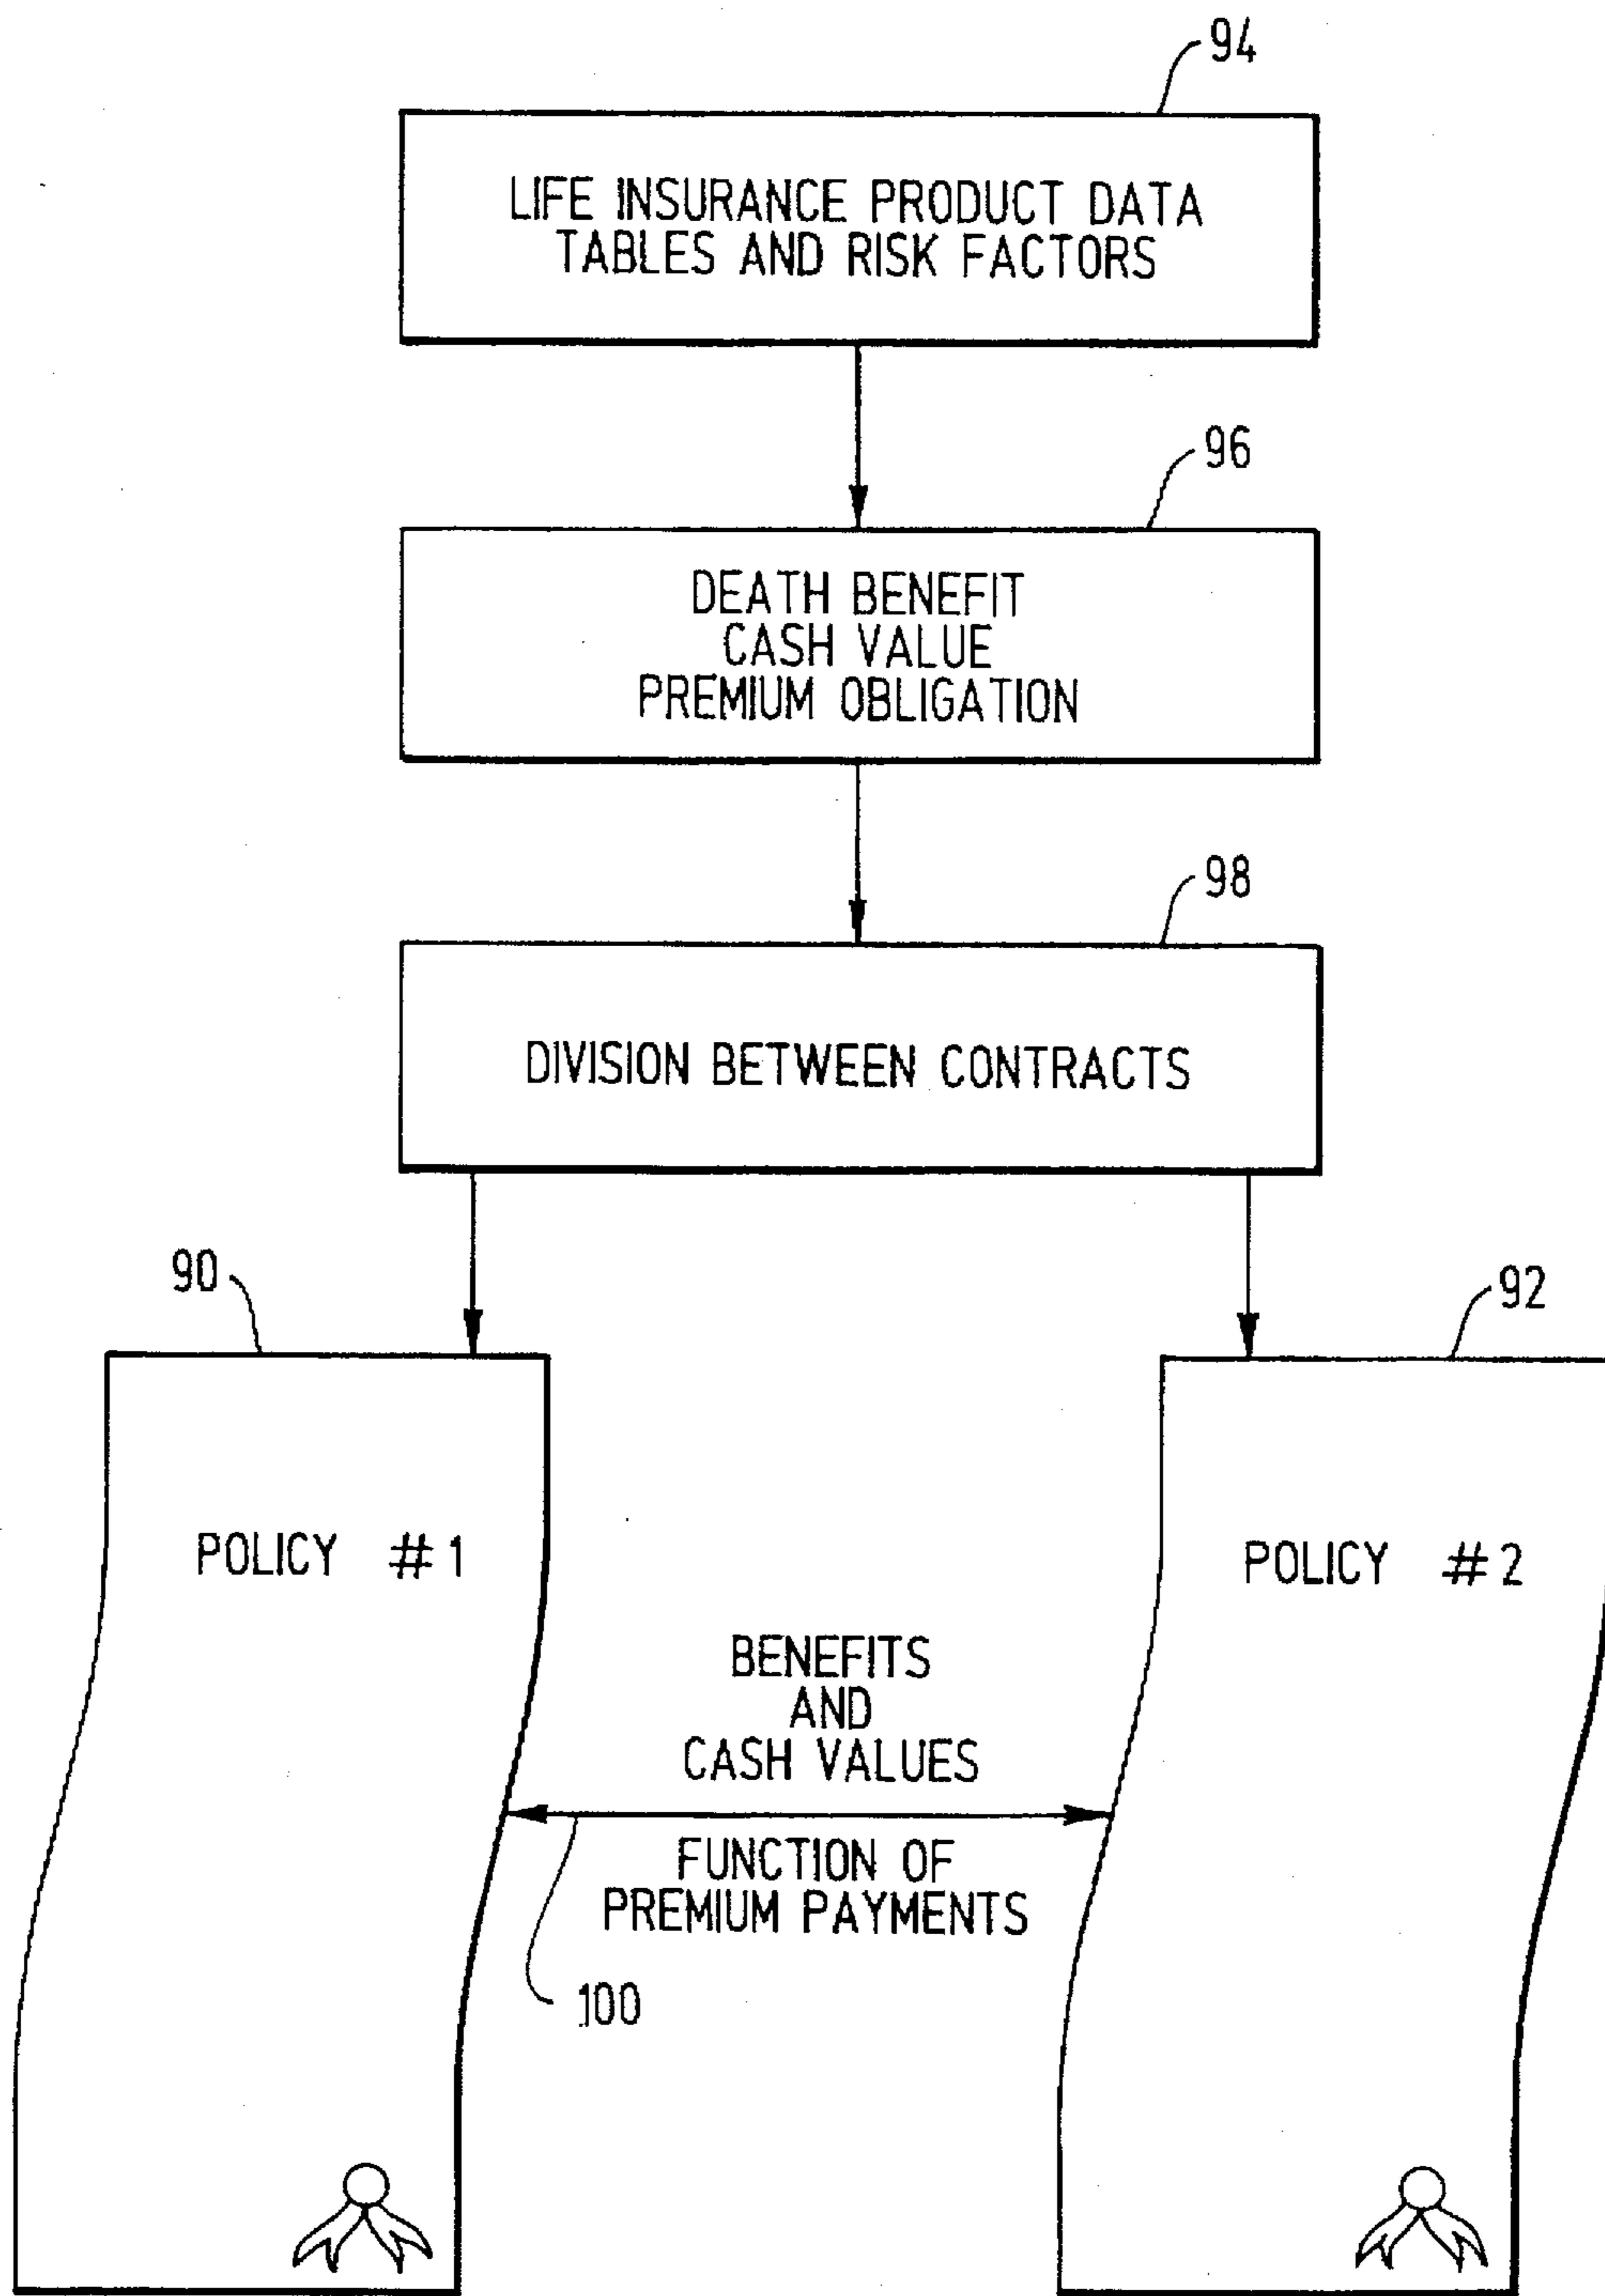 94
LIFE INSURANCE PRODUCT DATA
TABLES AND RISK FACTORS
96
DEATH BENEFIT
CASH VALUE
PREMIUM OBLIGATION
98
DIVISION BETWEEN CONTRACTS
90
92
POLICY #1
POLICY #2
BENEFITS
AND
CASH VALUES
FUNCTION OF
PREMIUM PAYMENTS
100